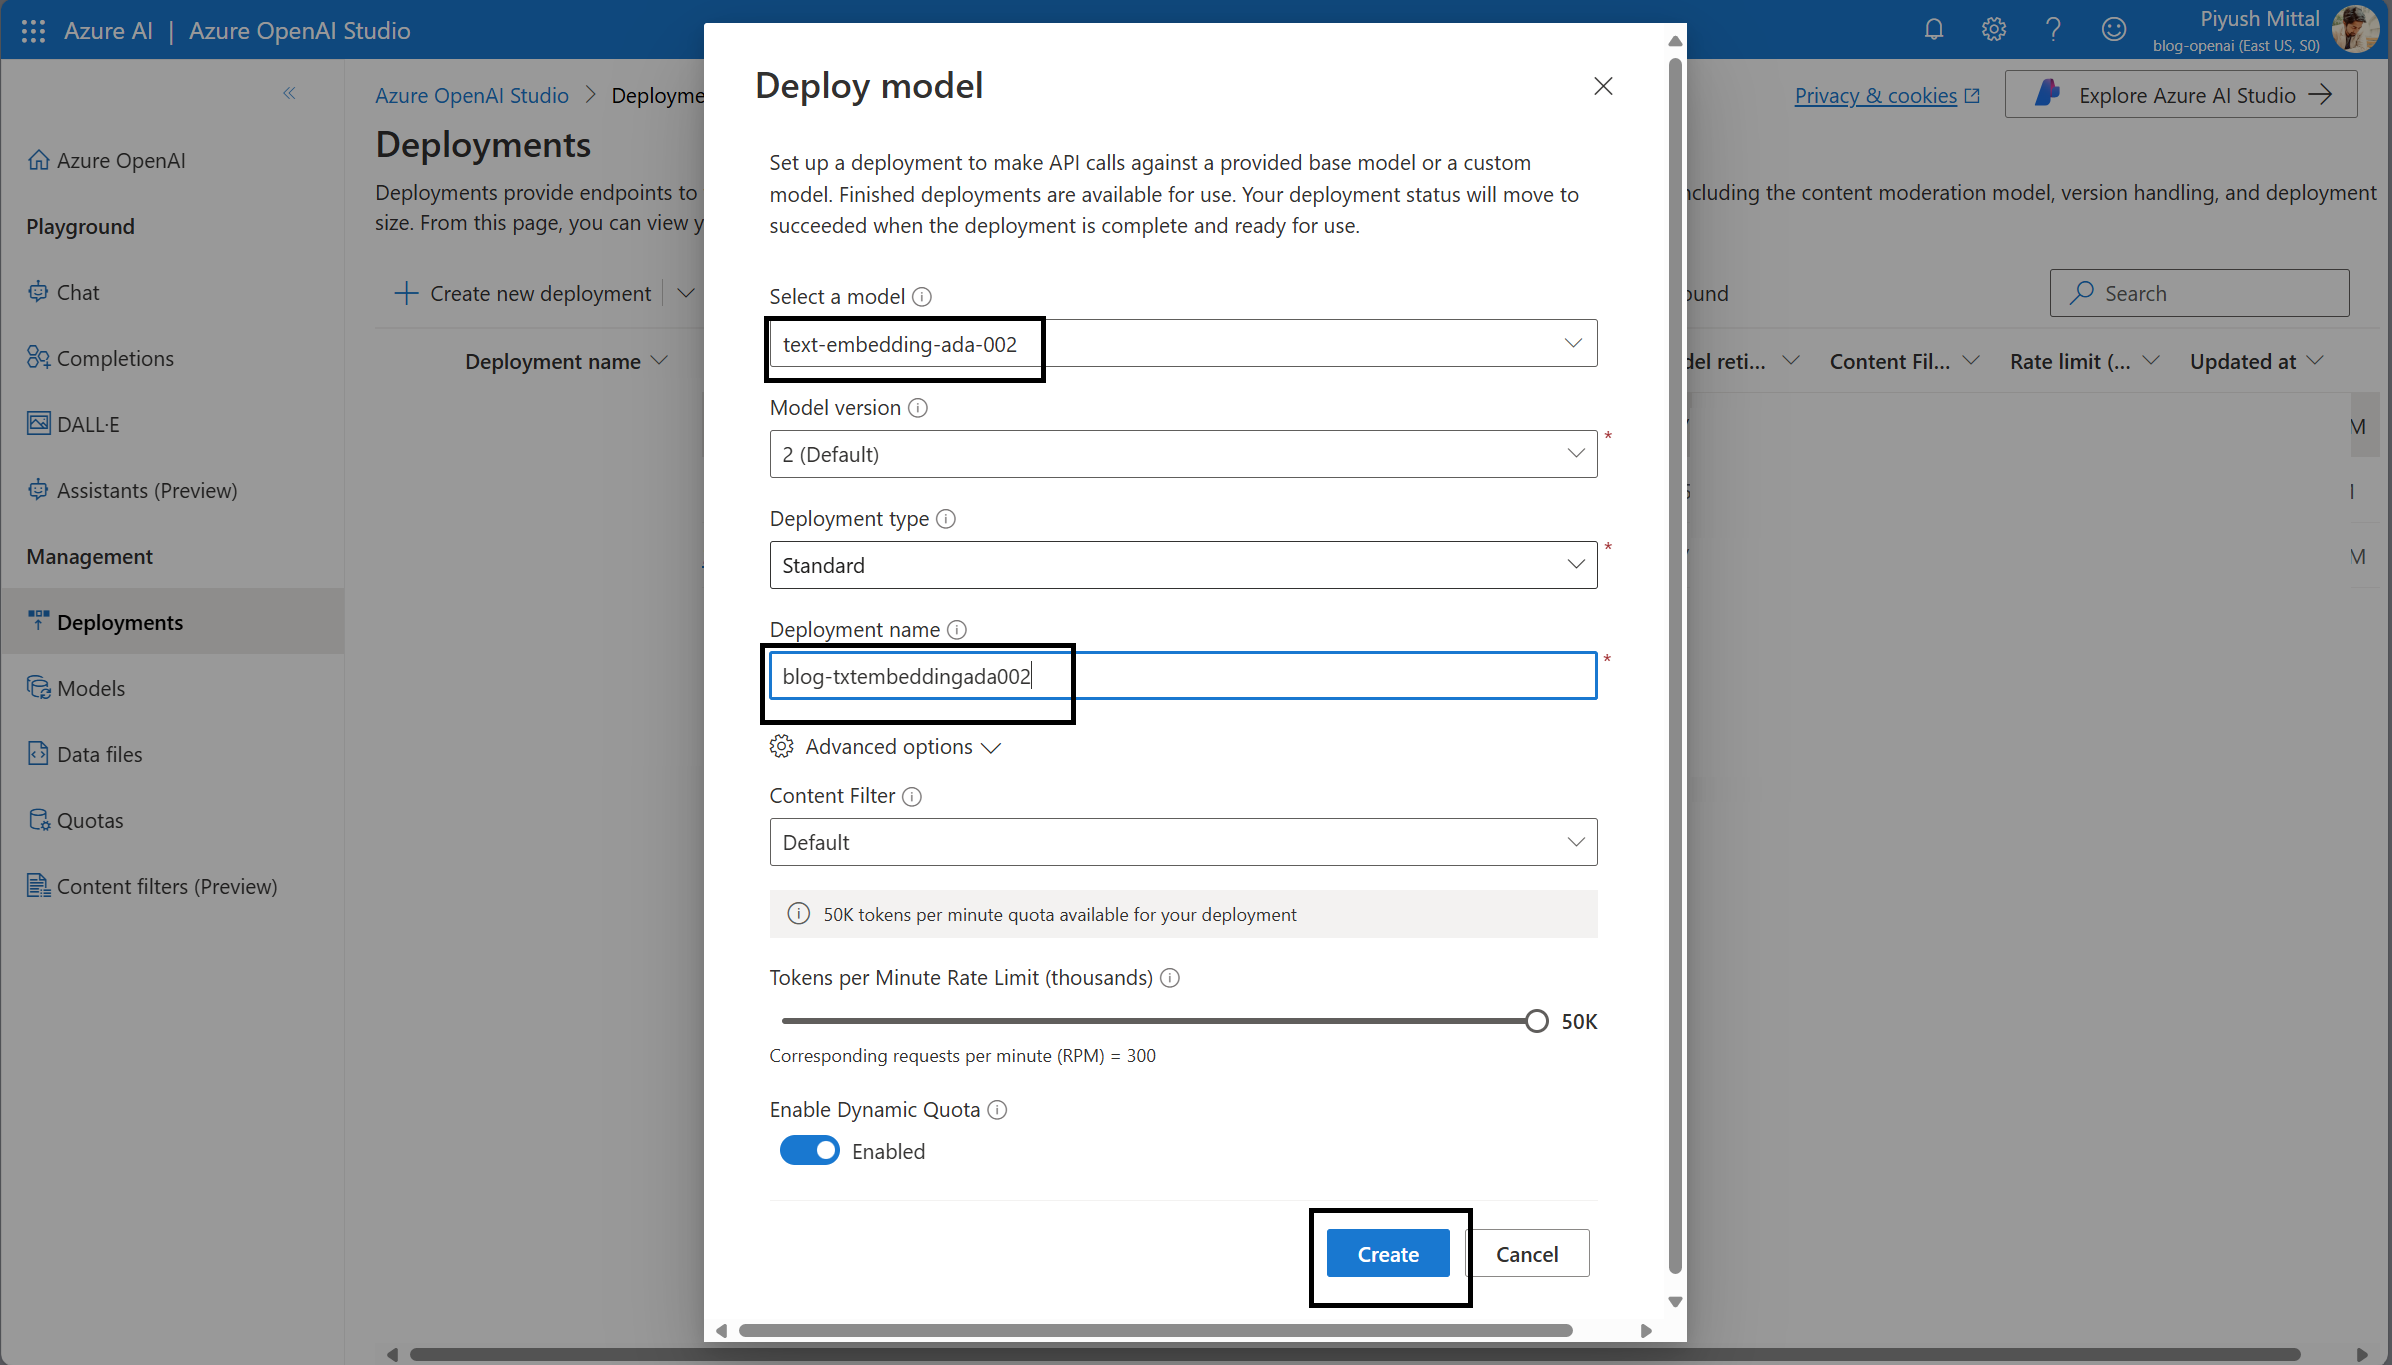 Azure AI | Azure OpenAI Studio
Piyush Mittal
blog-openai (East US, S0)
Azure OpenAI
Playground
Chat
Completions
DALL·E
Assistants (Preview)
Management
Deployments
Models
Data files
Quotas
Content filters (Preview)
Azure OpenAI Studio > Deployme
Privacy & cookies
Explore Azure AI Studio
Deployments
Deployments provide endpoints to
ncluding the content moderation model, version handling, and deployment
size. From this page, you can view y
Create new deployment
ound
Search
Deployment name
del reti...
Content Fil...
Rate limit (...
Updated at
M
M
Deploy model
Set up a deployment to make API calls against a provided base model or a custom
model. Finished deployments are available for use. Your deployment status will move to
succeeded when the deployment is complete and ready for use.
Select a model
text-embedding-ada-002
Model version
2 (Default)
*
Deployment type
Standard
*
Deployment name
blog-txtembeddingada002
*
Advanced options
Content Filter
Default
50K tokens per minute quota available for your deployment
Tokens per Minute Rate Limit (thousands)
50K
Corresponding requests per minute (RPM) = 300
Enable Dynamic Quota
Enabled
Create
Cancel